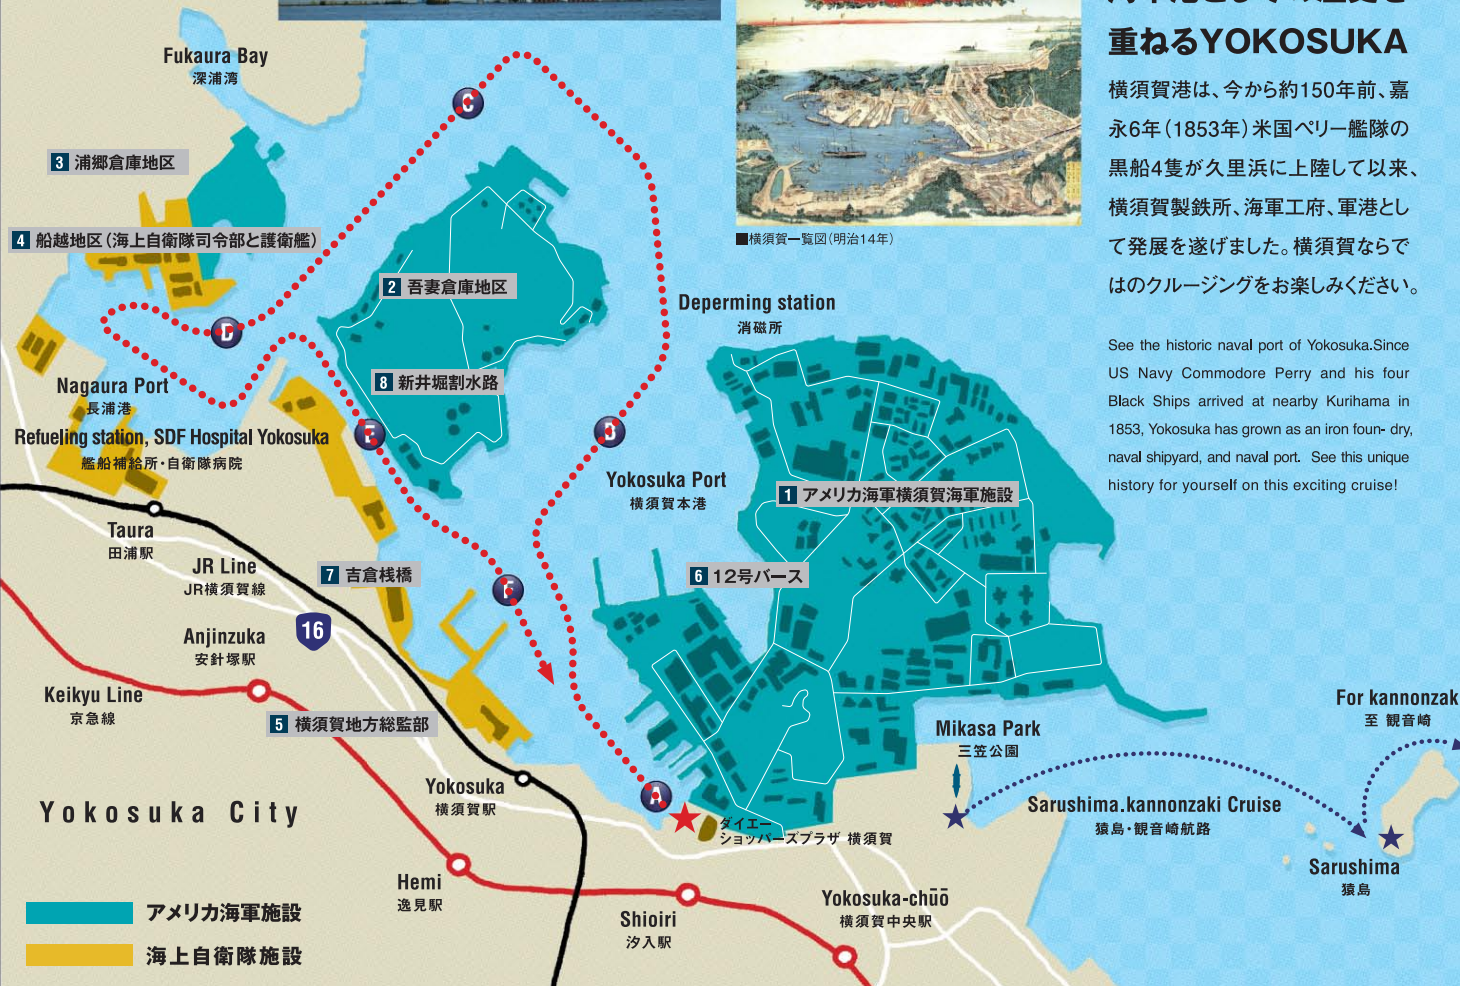 重ねるYOKOSUKA
横須賀港は、今から約150年前、嘉
永6年(1853年)米国ペリー艦隊の
黒船4隻が久里浜に上陸して以来、
横須賀製鉄所、海軍工府、軍港とし
て発展を遂げました。横須賀ならで
はのクルージングをお楽しみください。
See the historic naval port of Yokosuka.Since
US Navy Commodore Perry and his four
Black Ships arrived at nearby Kurihama in
1853, Yokosuka has grown as an iron foun- dry,
naval shipyard, and naval port. See this unique
history for yourself on this exciting cruise!
■横須賀一覧図(明治14年)
Fukaura Bay
深浦湾
C
3 浦郷倉庫地区
4 船越地区(海上自衛隊司令部と護衛艦)
2 吾妻倉庫地区
Deperming station
消磁所
D
8 新井堀割水路
Nagaura Port
長浦港
Refueling station, SDF Hospital Yokosuka
艦船補給所・自衛隊病院
E
B
Yokosuka Port
横須賀本港
1 アメリカ海軍横須賀海軍施設
Taura
田浦駅
JR Line
JR横須賀線
7 吉倉桟橋
6 12号バース
F
16
Anjinzuka
安針塚駅
Keikyu Line
京急線
5 横須賀地方総監部
Mikasa Park
三笠公園
For kannonzak
至 観音崎
Yokosuka
横須賀駅
A
Sarushima.kannonzaki Cruise
猿島・観音崎航路
Yokosuka City
ダイエー
ショッパーズプラザ 横須賀
Sarushima
猿島
Hemi
逸見駅
Shioiri
汐入駅
Yokosuka-chūō
横須賀中央駅
アメリカ海軍施設
海上自衛隊施設